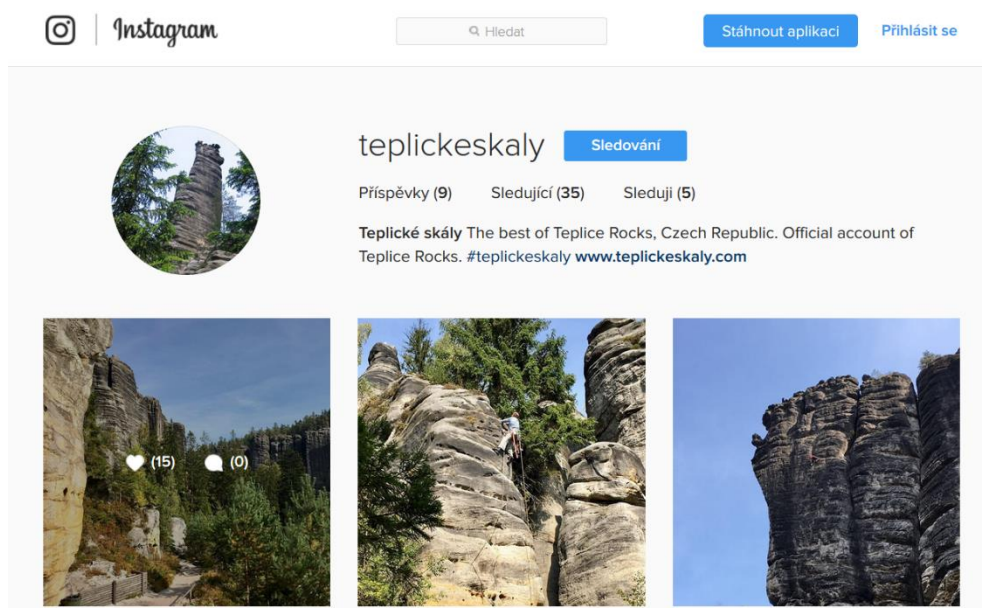 Instagram
Hledat
Stáhnout aplikaci
Přihlásit se
teplickeskaly
Sledování
Příspěvky (9) Sledující (35) Sleduji (5)
Teplické skály The best of Teplice Rocks, Czech Republic. Official account of
Teplice Rocks. #teplickeskaly www.teplickeskaly.com
(15) (0)